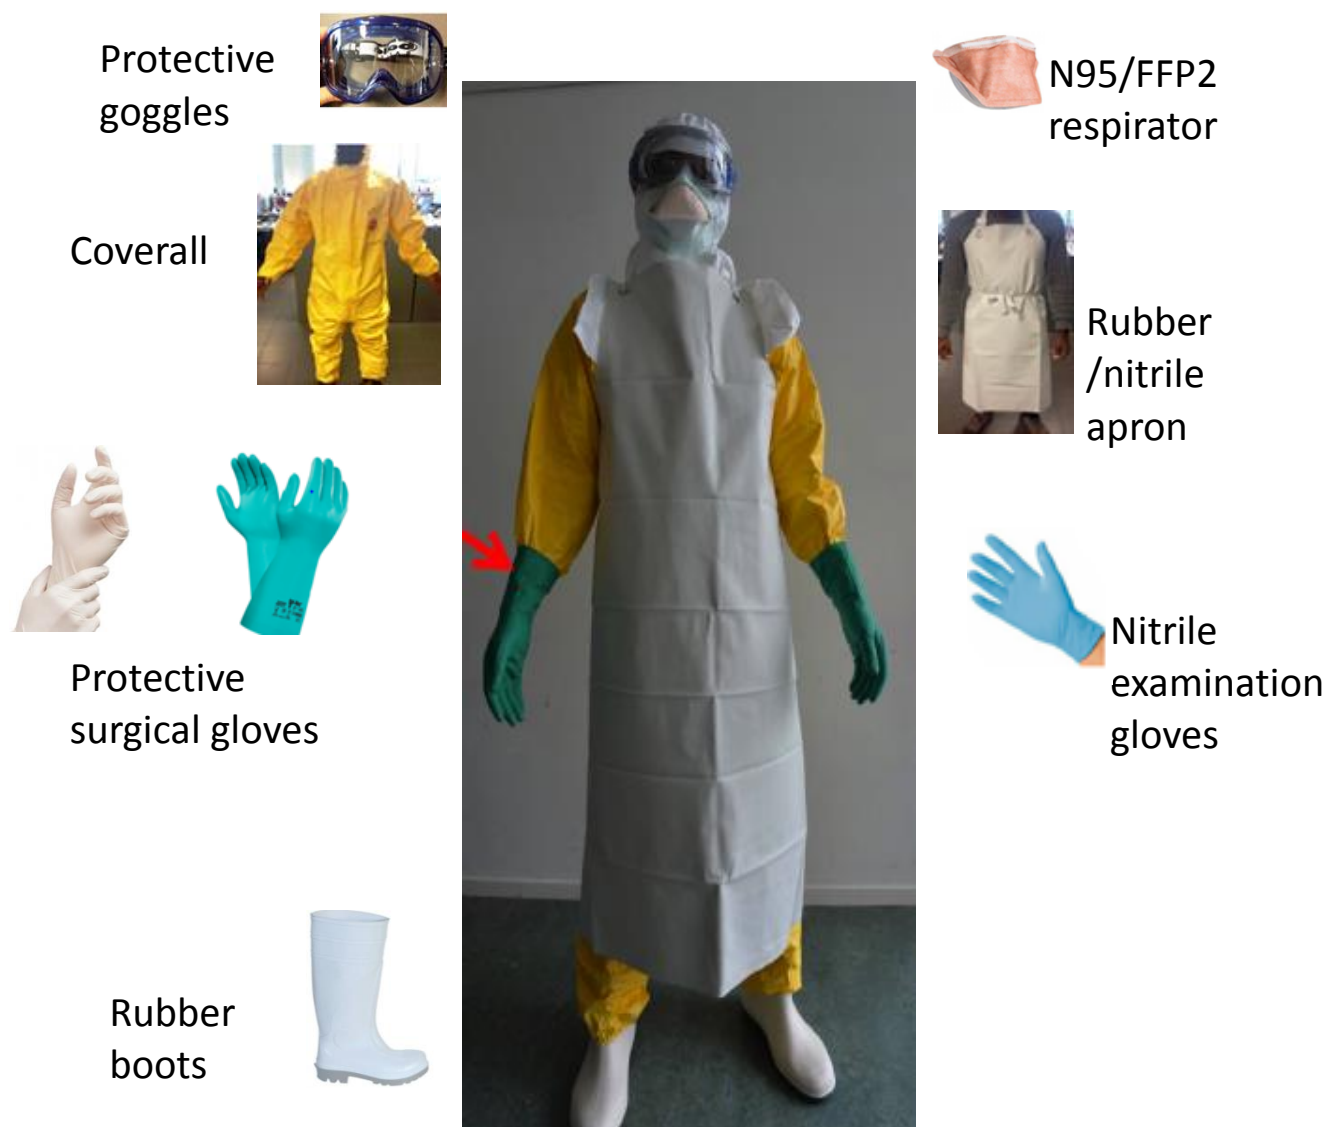 Protective
goggles
N95/FFP2
respirator
Coverall
Rubber
/nitrile
apron
Protective
surgical gloves
Nitrile
examination
gloves
Rubber
boots